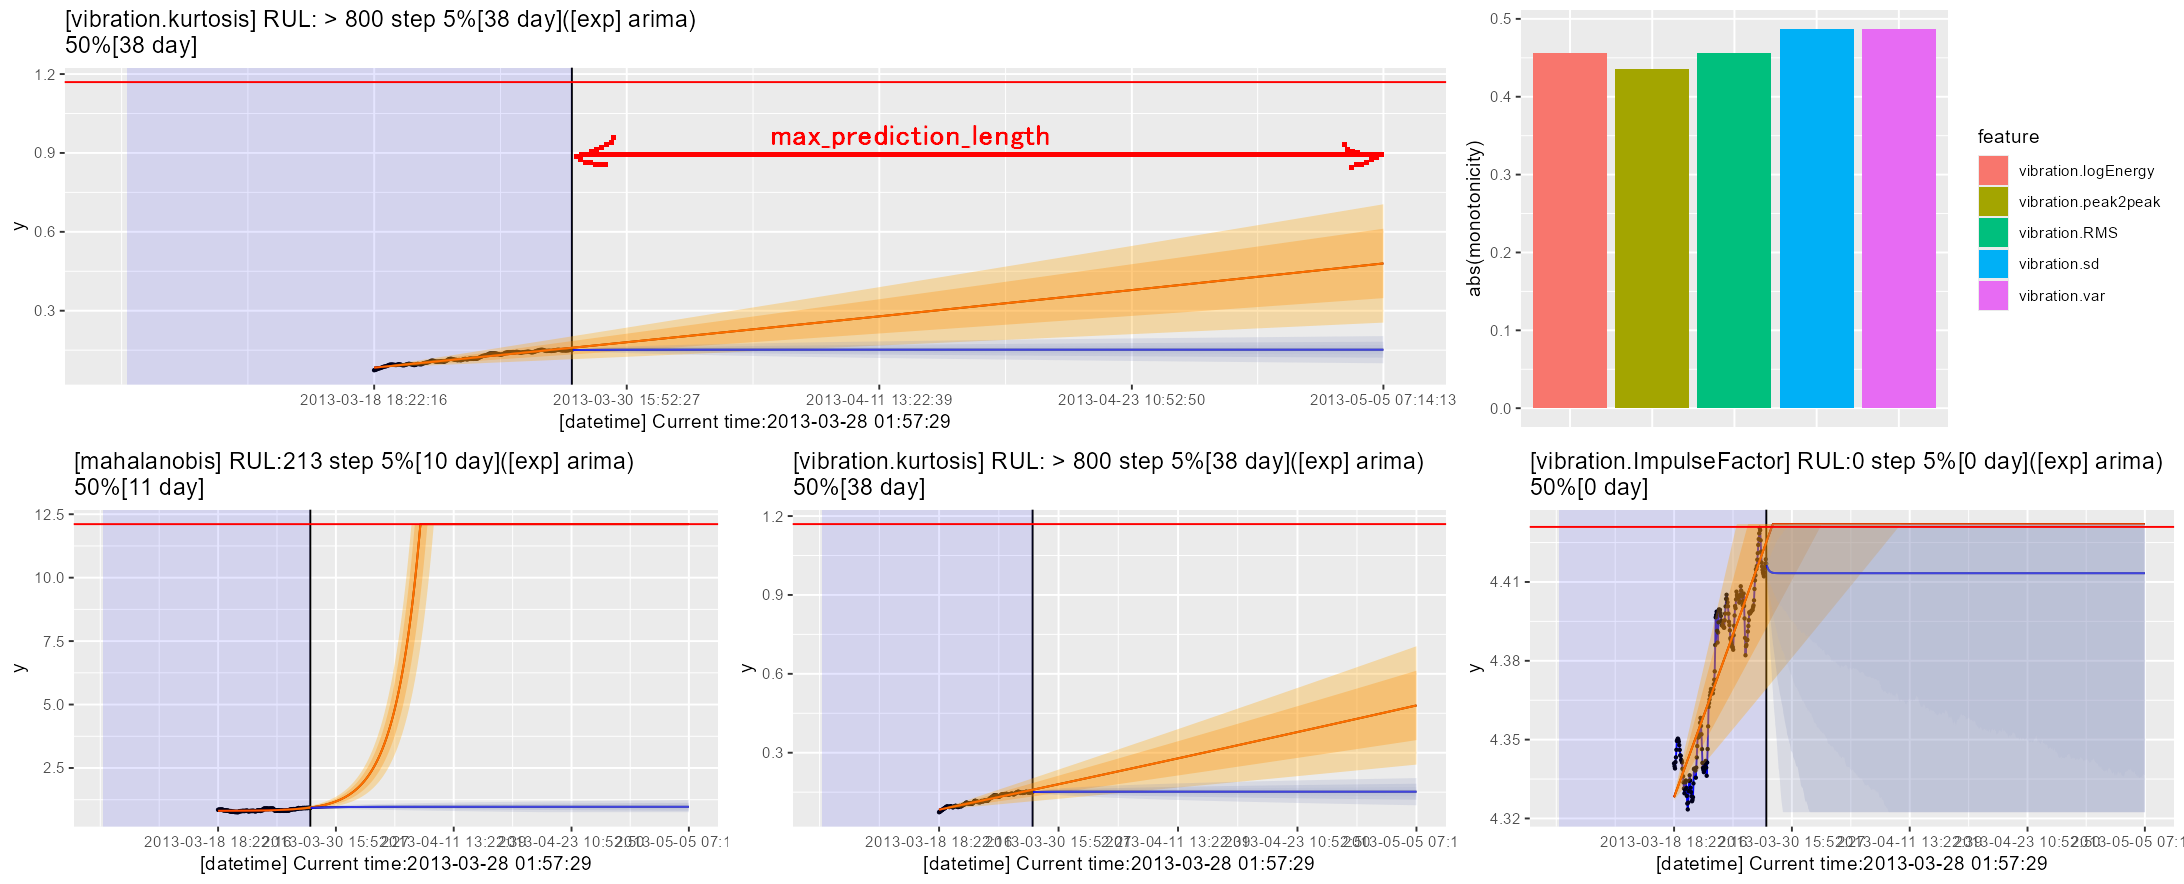 [vibration.kurtosis] RUL: > 800 step 5%[38 day]([exp] arima)
50%[38 day]
1.2
0.9
0.6
0.3
y
max_prediction_length
2013-03-18 18:22:16
2013-03-30 15:52:27
2013-04-11 13:22:39
2013-04-23 10:52:50
2013-05-05 07:14:13
[datetime] Current time:2013-03-28 01:57:29
0.5
0.4
0.3
0.2
0.1
0.0
abs(monotonicity)
feature
vibration.logEnergy
vibration.peak2peak
vibration.RMS
vibration.sd
vibration.var
[mahalanobis] RUL:213 step 5%[10 day]([exp] arima)
50%[11 day]
12.5
10.0
7.5
5.0
2.5
y
2013-03-18 18:22:16
2013-03-30 15:52:27
2013-04-11 13:22:39
2013-04-23 10:52:50
2013-05-05 07:1
[datetime] Current time:2013-03-28 01:57:29
[vibration.kurtosis] RUL: > 800 step 5%[38 day]([exp] arima)
50%[38 day]
1.2
0.9
0.6
0.3
y
2013-03-18 18:22:16
2013-03-30 15:52:27
2013-04-11 13:22:39
2013-04-23 10:52:50
2013-05-05 07:1
[datetime] Current time:2013-03-28 01:57:29
[vibration.ImpulseFactor] RUL:0 step 5%[0 day]([exp] arima)
50%[0 day]
4.41
4.38
4.35
4.32
y
2013-03-18 18:22:16
2013-03-30 15:52:27
2013-04-11 13:22:39
2013-04-23 10:52:50
2013-05-05 07:1
[datetime] Current time:2013-03-28 01:57:29